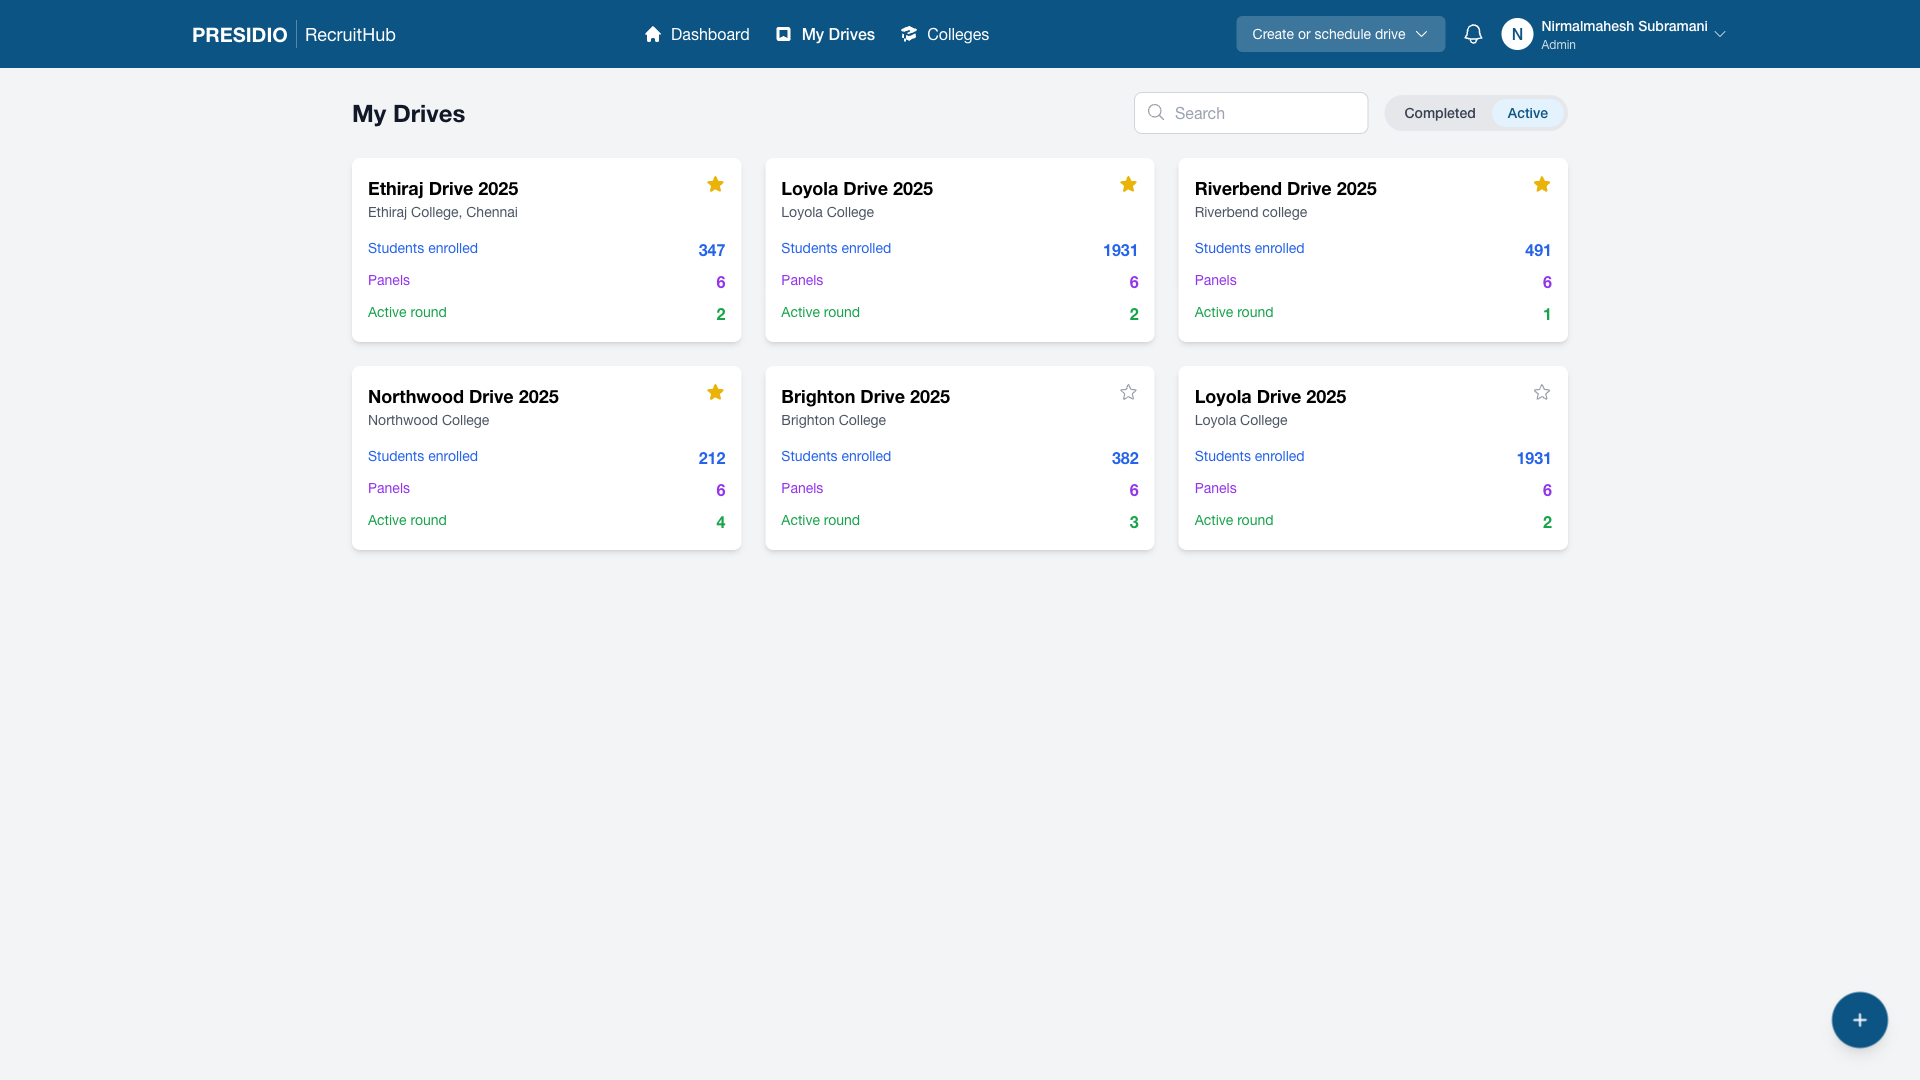 PRESIDIO RecruitHub
Dashboard My Drives Colleges
Create or schedule drive
N Nirmalmahesh Subramani
Admin
My Drives
Search
Completed Active
Ethiraj Drive 2025
Ethiraj College, Chennai
Students enrolled 347
Panels 6
Active round 2
Loyola Drive 2025
Loyola College
Students enrolled 1931
Panels 6
Active round 2
Riverbend Drive 2025
Riverbend college
Students enrolled 491
Panels 6
Active round 1
Northwood Drive 2025
Northwood College
Students enrolled 212
Panels 6
Active round 4
Brighton Drive 2025
Brighton College
Students enrolled 382
Panels 6
Active round 3
Loyola Drive 2025
Loyola College
Students enrolled 1931
Panels 6
Active round 2
+